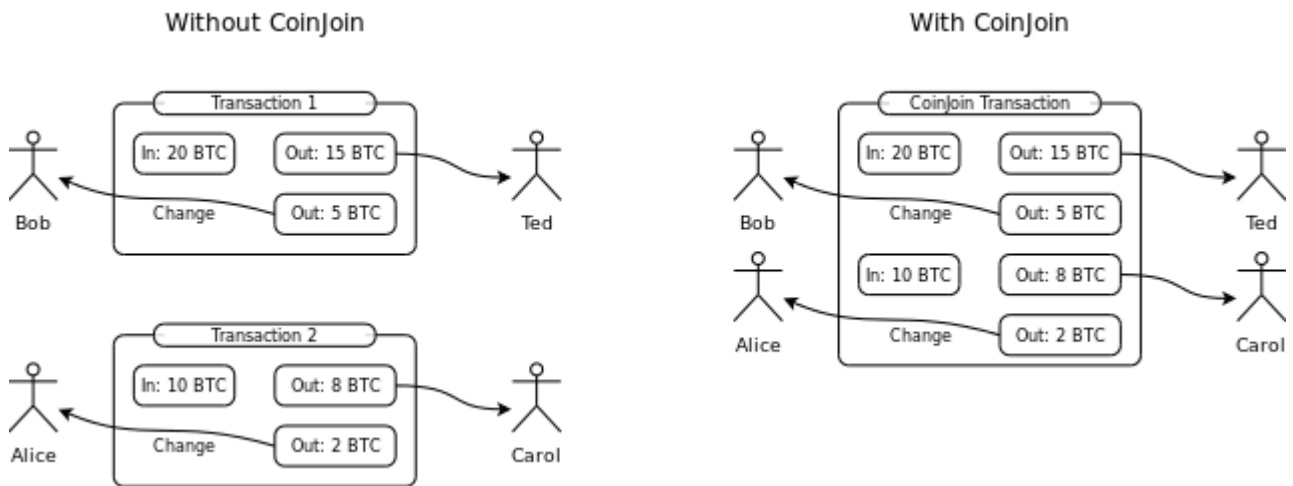 Without CoinJoin
Transaction 1
In: 20 BTC
Out: 15 BTC
Out: 5 BTC
Change
Bob
Ted
Transaction 2
In: 10 BTC
Out: 8 BTC
Out: 2 BTC
Change
Alice
Carol
With CoinJoin
CoinJoin Transaction
In: 20 BTC
Out: 15 BTC
Out: 5 BTC
Change
Bob
Ted
In: 10 BTC
Out: 8 BTC
Out: 2 BTC
Change
Alice
Carol